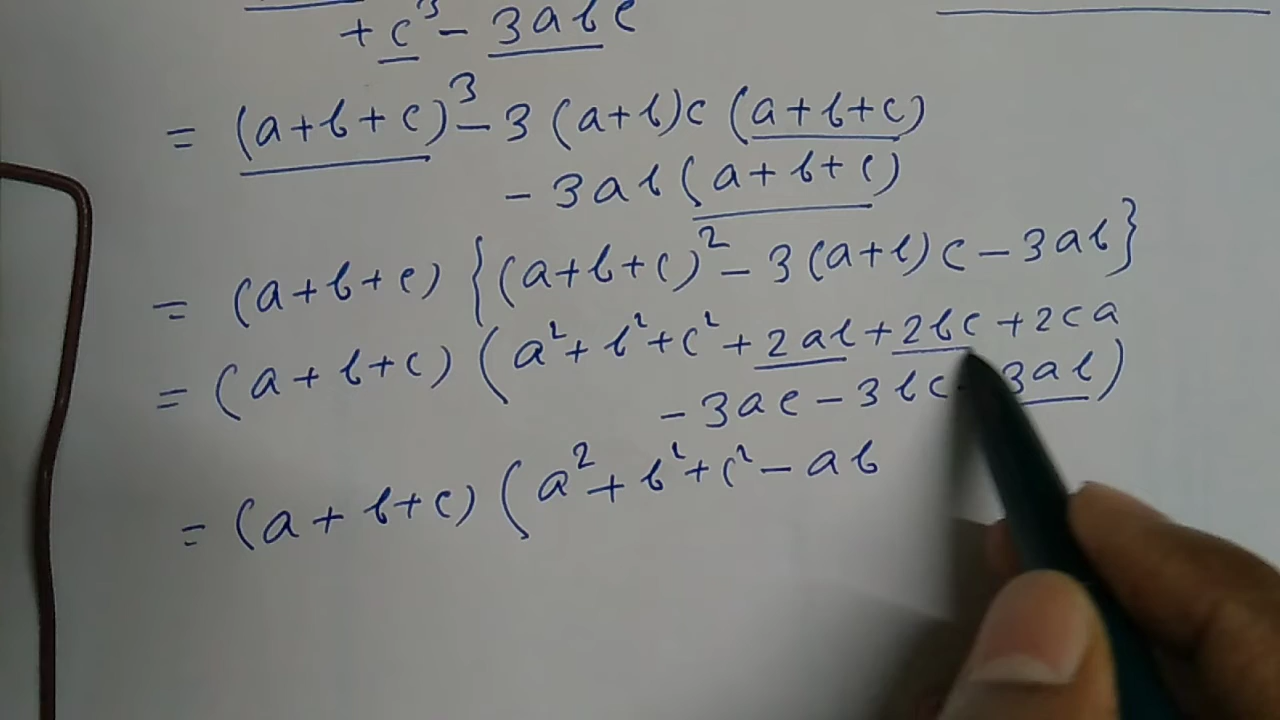 + c³ - 3abc
= (a+b+c)³ - 3(a+b)c (a+b+c)
- 3ab(a+b+c)
= (a+b+c) {(a+b+c)² - 3(a+b)c - 3ab}
= (a+b+c) (a²+b²+c²+2ab+2bc+2ca
- 3ac - 3bc - 3ab)
= (a+b+c) (a²+b²+c²-ab